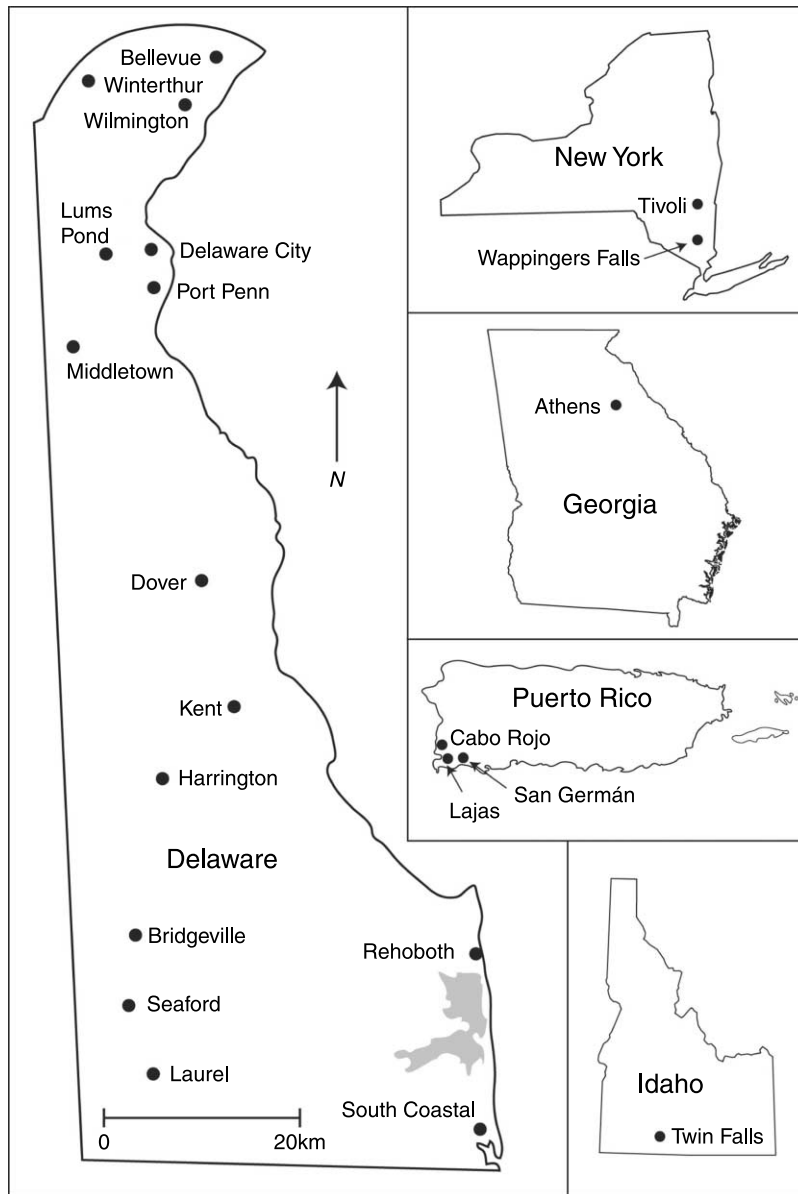 Bellevue
Winterthur
Wilmington
Lums
Pond
Delaware City
Port Penn
Middletown
N
Dover
Kent
Harrington
Delaware
Bridgeville
Rehoboth
Seaford
Laurel
South Coastal
0
20km
New York
Tivoli
Wappingers Falls
Athens
Georgia
Puerto Rico
Cabo Rojo
San Germán
Lajas
Idaho
Twin Falls